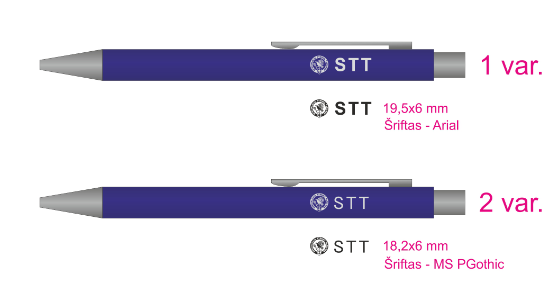 STT
1 var.
STT
19,5x6 mm
Šriftas - Arial
STT
2 var.
STT
18,2x6 mm
Šriftas - MS PGothic